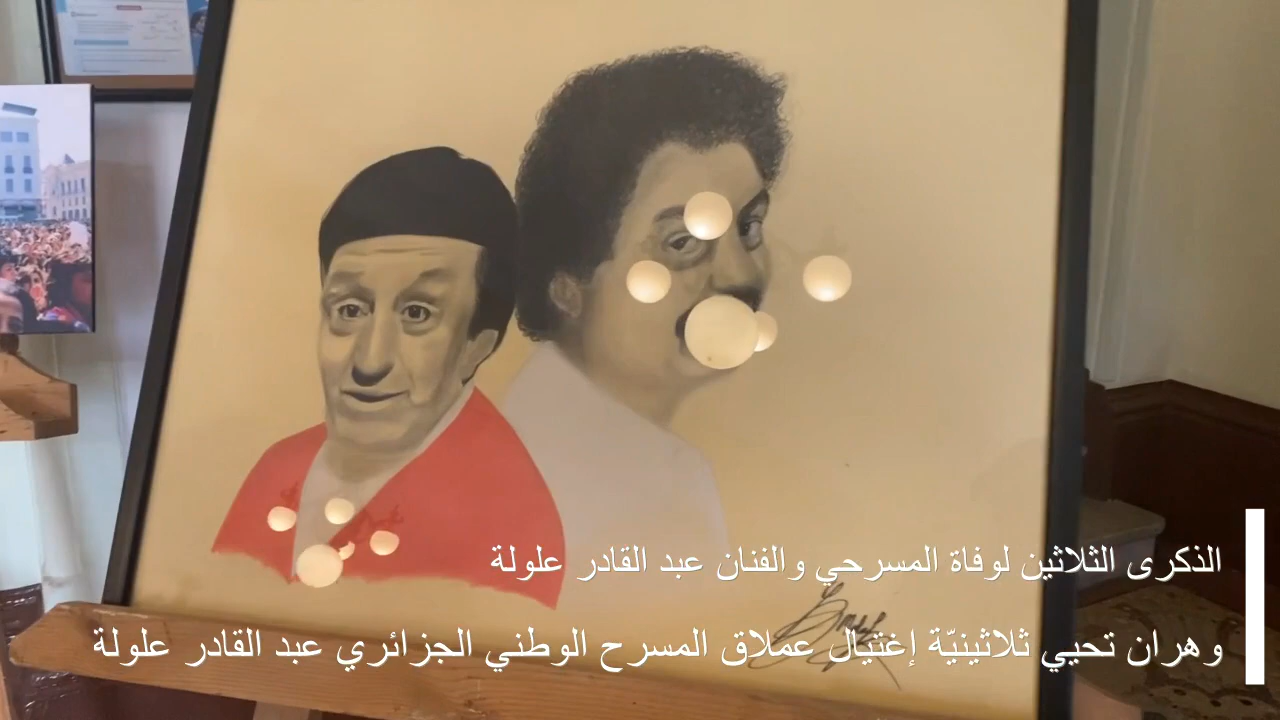 الذكرى الثلاثين لوفاة المسرحي والفنان عبد القادر علولة
وهران تحيي ثلاثينيّة إغتيال عملاق المسرح الوطني الجزائري عبد القادر علولة